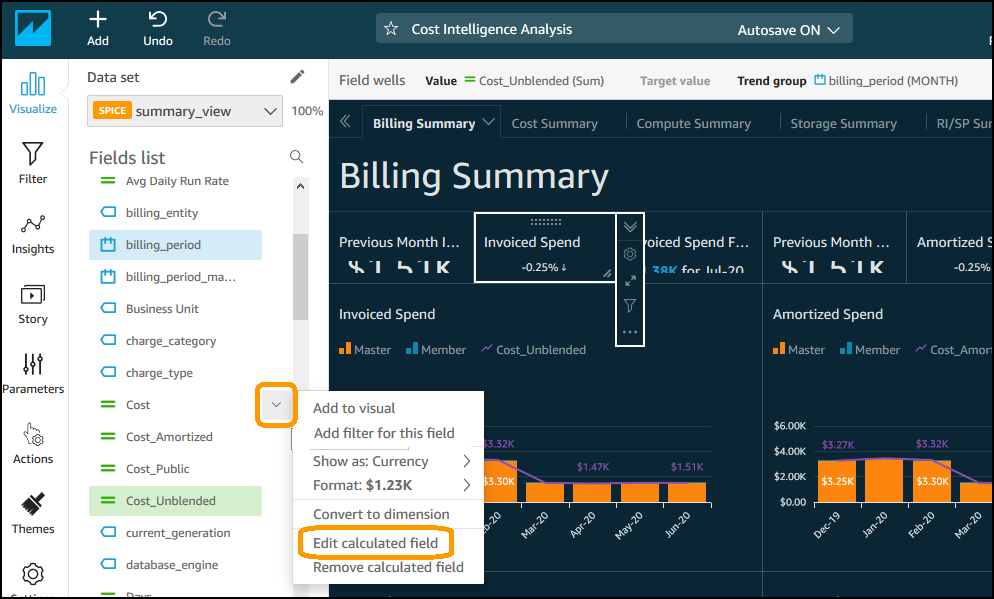 Add
Undo
Redo
Cost Intelligence Analysis
Autosave ON
Visualize
Filter
Insights
Story
Parameters
Actions
Themes
Data set
SPICE summary_view
100%
Fields list
Avg Daily Run Rate
billing_entity
billing_period
billing_period_ma...
Business Unit
charge_category
charge_type
Cost
Cost_Amortized
Cost_Public
Cost_Unblended
current_generation
database_engine
Field wells
Value Cost_Unblended (Sum)
Target value
Trend group billing_period (MONTH)
Billing Summary
Cost Summary
Compute Summary
Storage Summary
RI/SP Sum
Billing Summary
Previous Month I...
Invoiced Spend
-0.25%↓
voiced Spend F...
.38K for Jul-20
Previous Month ...
Amortized S
-0.25%
Invoiced Spend
Master
Member
Cost_Unblended
Add to visual
Add filter for this field
Show as: Currency
Format: $1.23K
Convert to dimension
Edit calculated field
Remove calculated field
$3.32K
$1.47K
$1.51K
$3.30K
Mar-20
Apr-20
May-20
Jun-20
Amortized Spend
Master
Member
Cost_Amort
$6.00K
$4.00K
$2.00K
$0.00
$3.27K
$3.32K
$3.25K
$3.30K
Dec-19
Jan-20
Feb-20
Mar-20